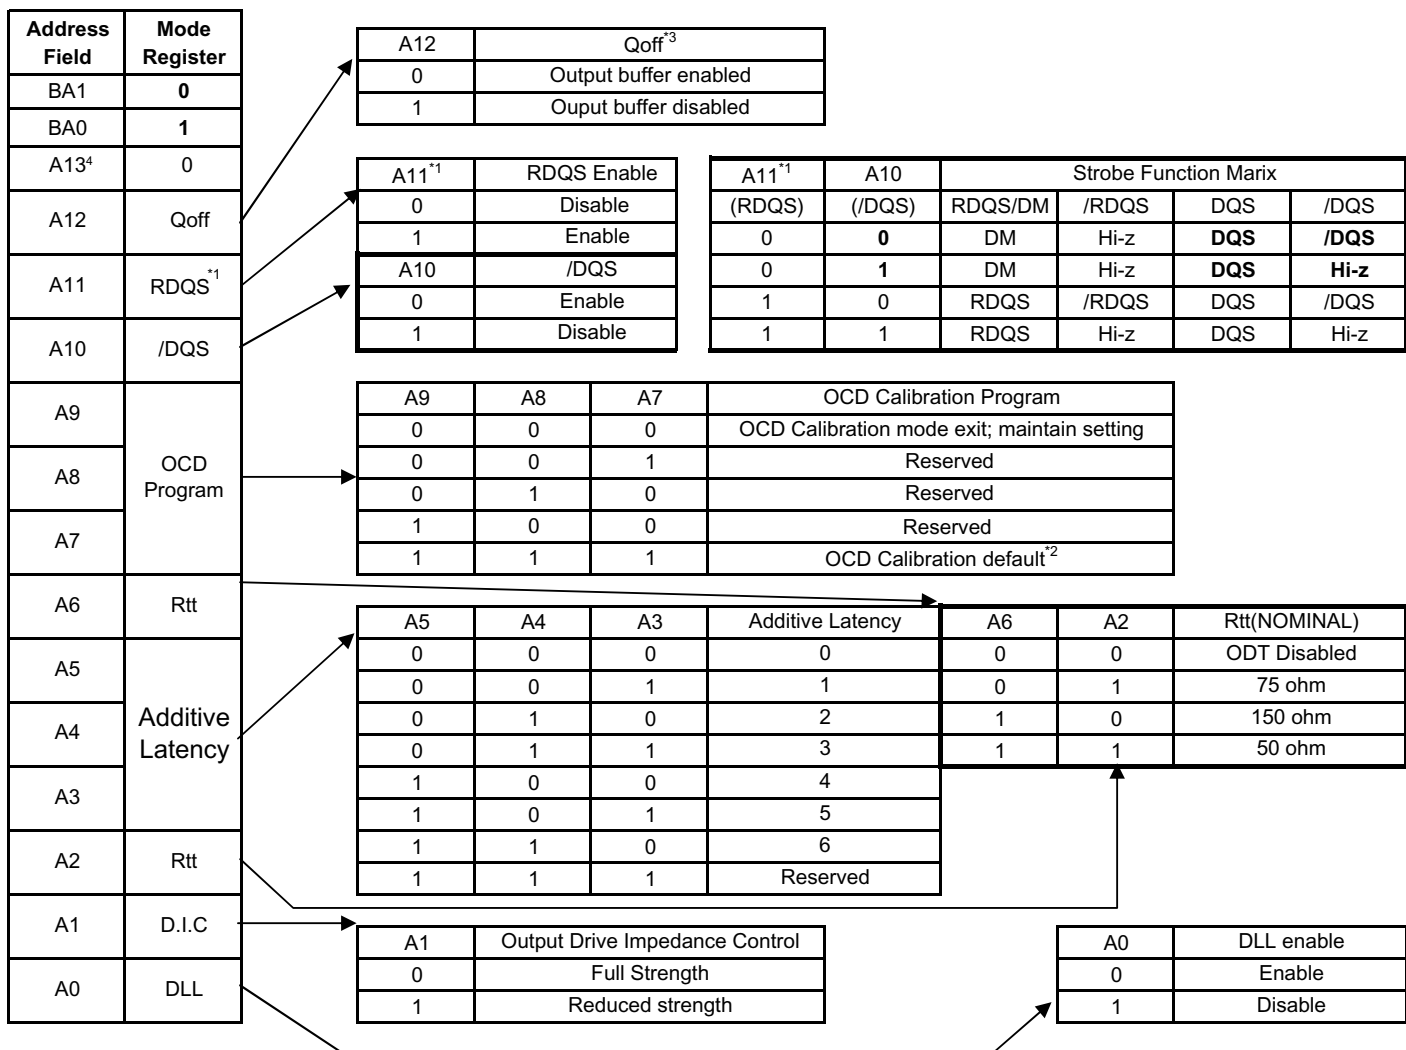 Address Field Mode Register
BA1 0
BA0 1
A13⁴ 0
A12 Qoff
A11 RDQS*1
A10 /DQS
A9
A8 OCD Program
A7
A6 Rtt
A5
A4 Additive Latency
A3
A2 Rtt
A1 D.I.C
A0 DLL
A12 Qoff*3
0 Output buffer enabled
1 Ouput buffer disabled
A11*1 RDQS Enable
0 Disable
1 Enable
A10 /DQS
0 Enable
1 Disable
A11*1 A10 Strobe Function Marix
(RDQS) (/DQS) RDQS/DM /RDQS DQS /DQS
0 0 DM Hi-z DQS /DQS
0 1 DM Hi-z DQS Hi-z
1 0 RDQS /RDQS DQS /DQS
1 1 RDQS Hi-z DQS Hi-z
A9 A8 A7 OCD Calibration Program
0 0 0 OCD Calibration mode exit; maintain setting
0 0 1 Reserved
0 1 0 Reserved
1 0 0 Reserved
1 1 1 OCD Calibration default*2
A5 A4 A3 Additive Latency
0 0 0 0
0 0 1 1
0 1 0 2
0 1 1 3
1 0 0 4
1 0 1 5
1 1 0 6
1 1 1 Reserved
A6 A2 Rtt(NOMINAL)
0 0 ODT Disabled
0 1 75 ohm
1 0 150 ohm
1 1 50 ohm
A1 Output Drive Impedance Control
0 Full Strength
1 Reduced strength
A0 DLL enable
0 Enable
1 Disable